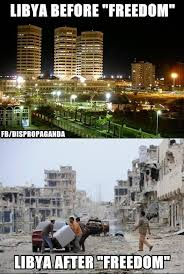 LIBYA BEFORE "FREEDOM"
FB/DISPROPAGANDA
LIBYA AFTER "FREEDOM"